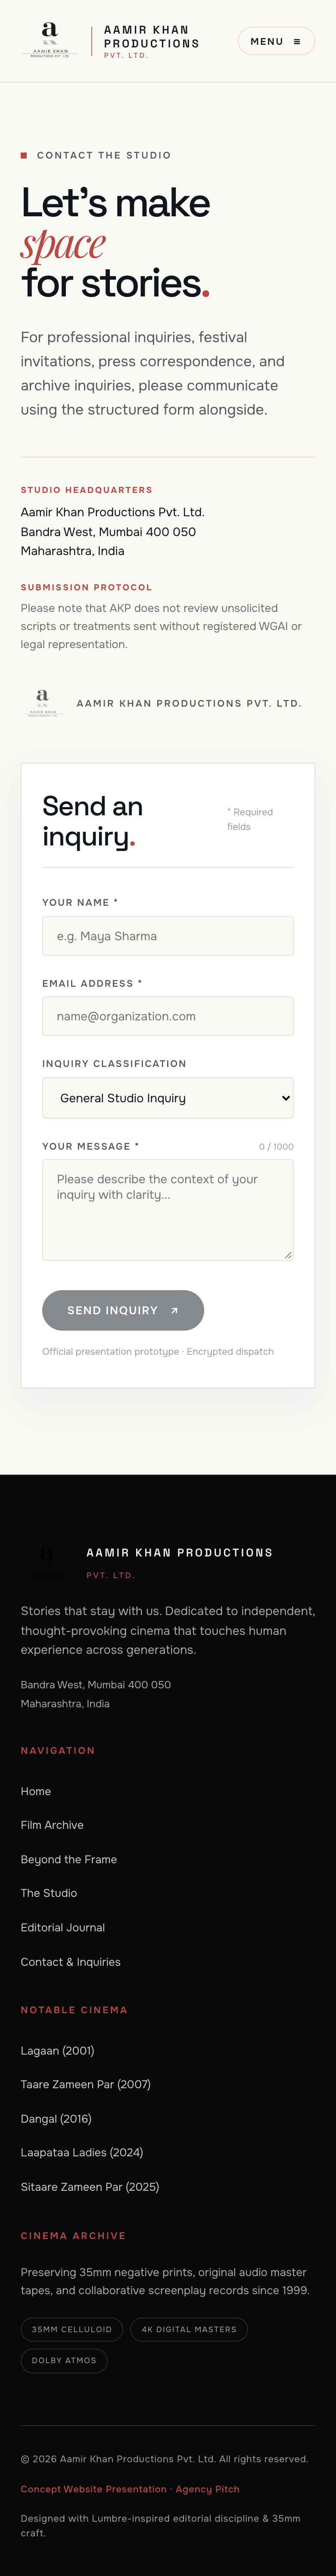 a
AAMIR KHAN
PRODUCTIONS PVT. LTD.
AAMIR KHAN
PRODUCTIONS
PVT. LTD.
MENU
CONTACT THE STUDIO
Let’s make
space
for stories.
For professional inquiries, festival
invitations, press correspondence, and
archive inquiries, please communicate
using the structured form alongside.
STUDIO HEADQUARTERS
Aamir Khan Productions Pvt. Ltd.
Bandra West, Mumbai 400 050
Maharashtra, India
SUBMISSION PROTOCOL
Please note that AKP does not review unsolicited
scripts or treatments sent without registered WGAI or
legal representation.
a
AAMIR KHAN
PRODUCTIONS PVT. LTD.
AAMIR KHAN PRODUCTIONS PVT. LTD.
Send an
inquiry.
* Required
fields
YOUR NAME *
e.g. Maya Sharma
EMAIL ADDRESS *
name@organization.com
INQUIRY CLASSIFICATION
General Studio Inquiry
YOUR MESSAGE *
0 / 1000
Please describe the context of your
inquiry with clarity...
SEND INQUIRY
Official presentation prototype · Encrypted dispatch
a
AAMIR KHAN PRODUCTIONS
PVT. LTD.
Stories that stay with us. Dedicated to independent,
thought-provoking cinema that touches human
experience across generations.
Bandra West, Mumbai 400 050
Maharashtra, India
NAVIGATION
Home
Film Archive
Beyond the Frame
The Studio
Editorial Journal
Contact & Inquiries
NOTABLE CINEMA
Lagaan (2001)
Taare Zameen Par (2007)
Dangal (2016)
Laapataa Ladies (2024)
Sitaare Zameen Par (2025)
CINEMA ARCHIVE
Preserving 35mm negative prints, original audio master
tapes, and collaborative screenplay records since 1999.
35MM CELLULOID
4K DIGITAL MASTERS
DOLBY ATMOS
© 2026 Aamir Khan Productions Pvt. Ltd. All rights reserved.
Concept Website Presentation · Agency Pitch
Designed with Lumbre-inspired editorial discipline & 35mm
craft.